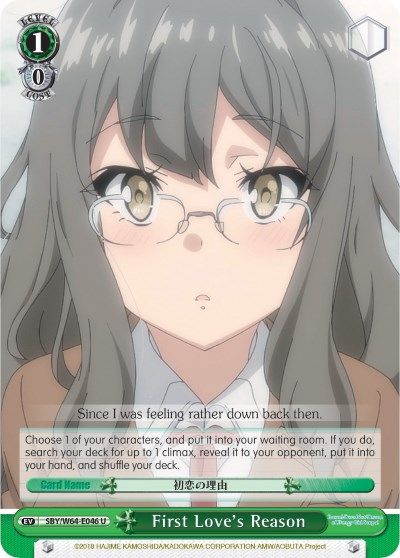 LEVEL
1
0
COST
Since I was feeling rather down back then.
Choose 1 of your characters, and put it into your waiting room. If you do,
search your deck for up to 1 climax, reveal it to your opponent, put it into
your hand, and shuffle your deck.
Card Name 初恋の理由
EV SBY/W64-E046 U First Love's Reason
©2018 HAJIME KAMOSHIDA/KADOKAWA CORPORATION AMW/AOBUTA Project